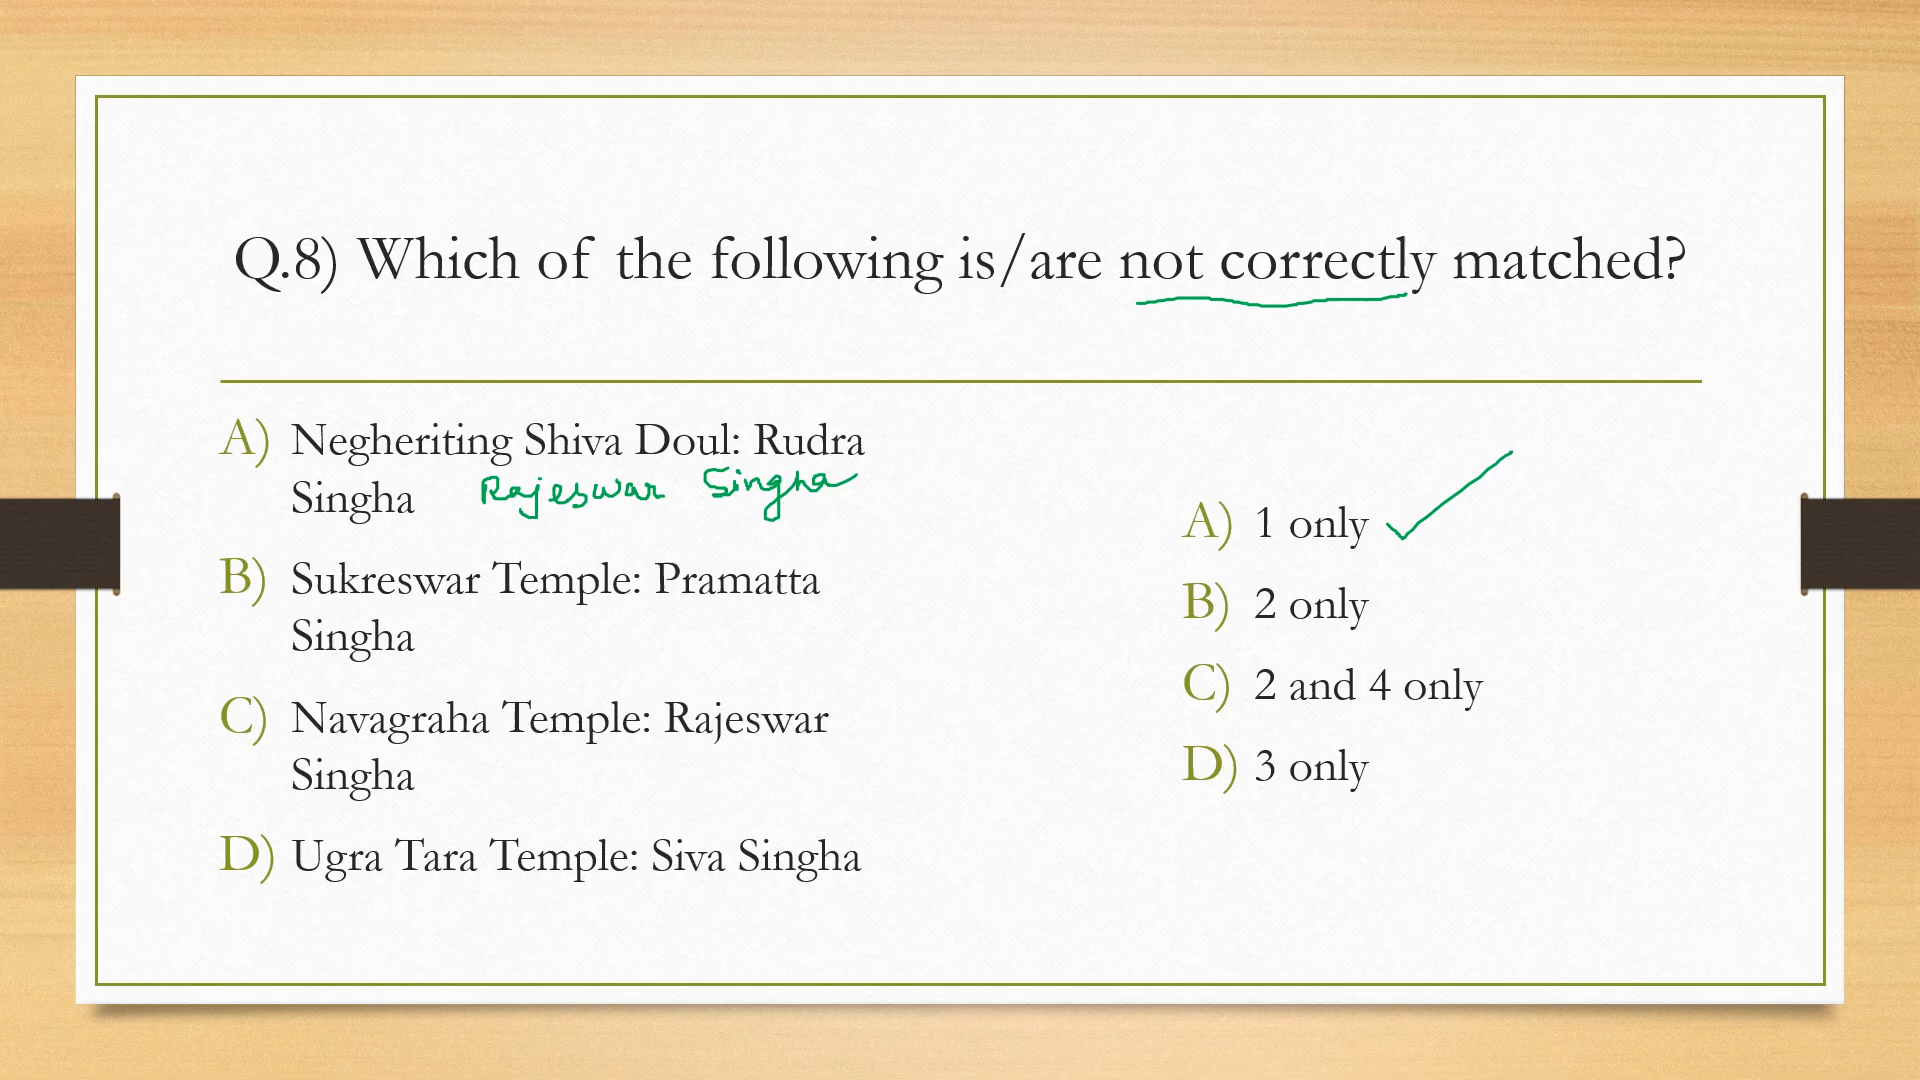 Q.8) Which of the following is/are not correctly matched?
A) Negheriting Shiva Doul: Rudra
Singha Rajeswar Singha
B) Sukreswar Temple: Pramatta
Singha
C) Navagraha Temple: Rajeswar
Singha
D) Ugra Tara Temple: Siva Singha
A) 1 only
B) 2 only
C) 2 and 4 only
D) 3 only